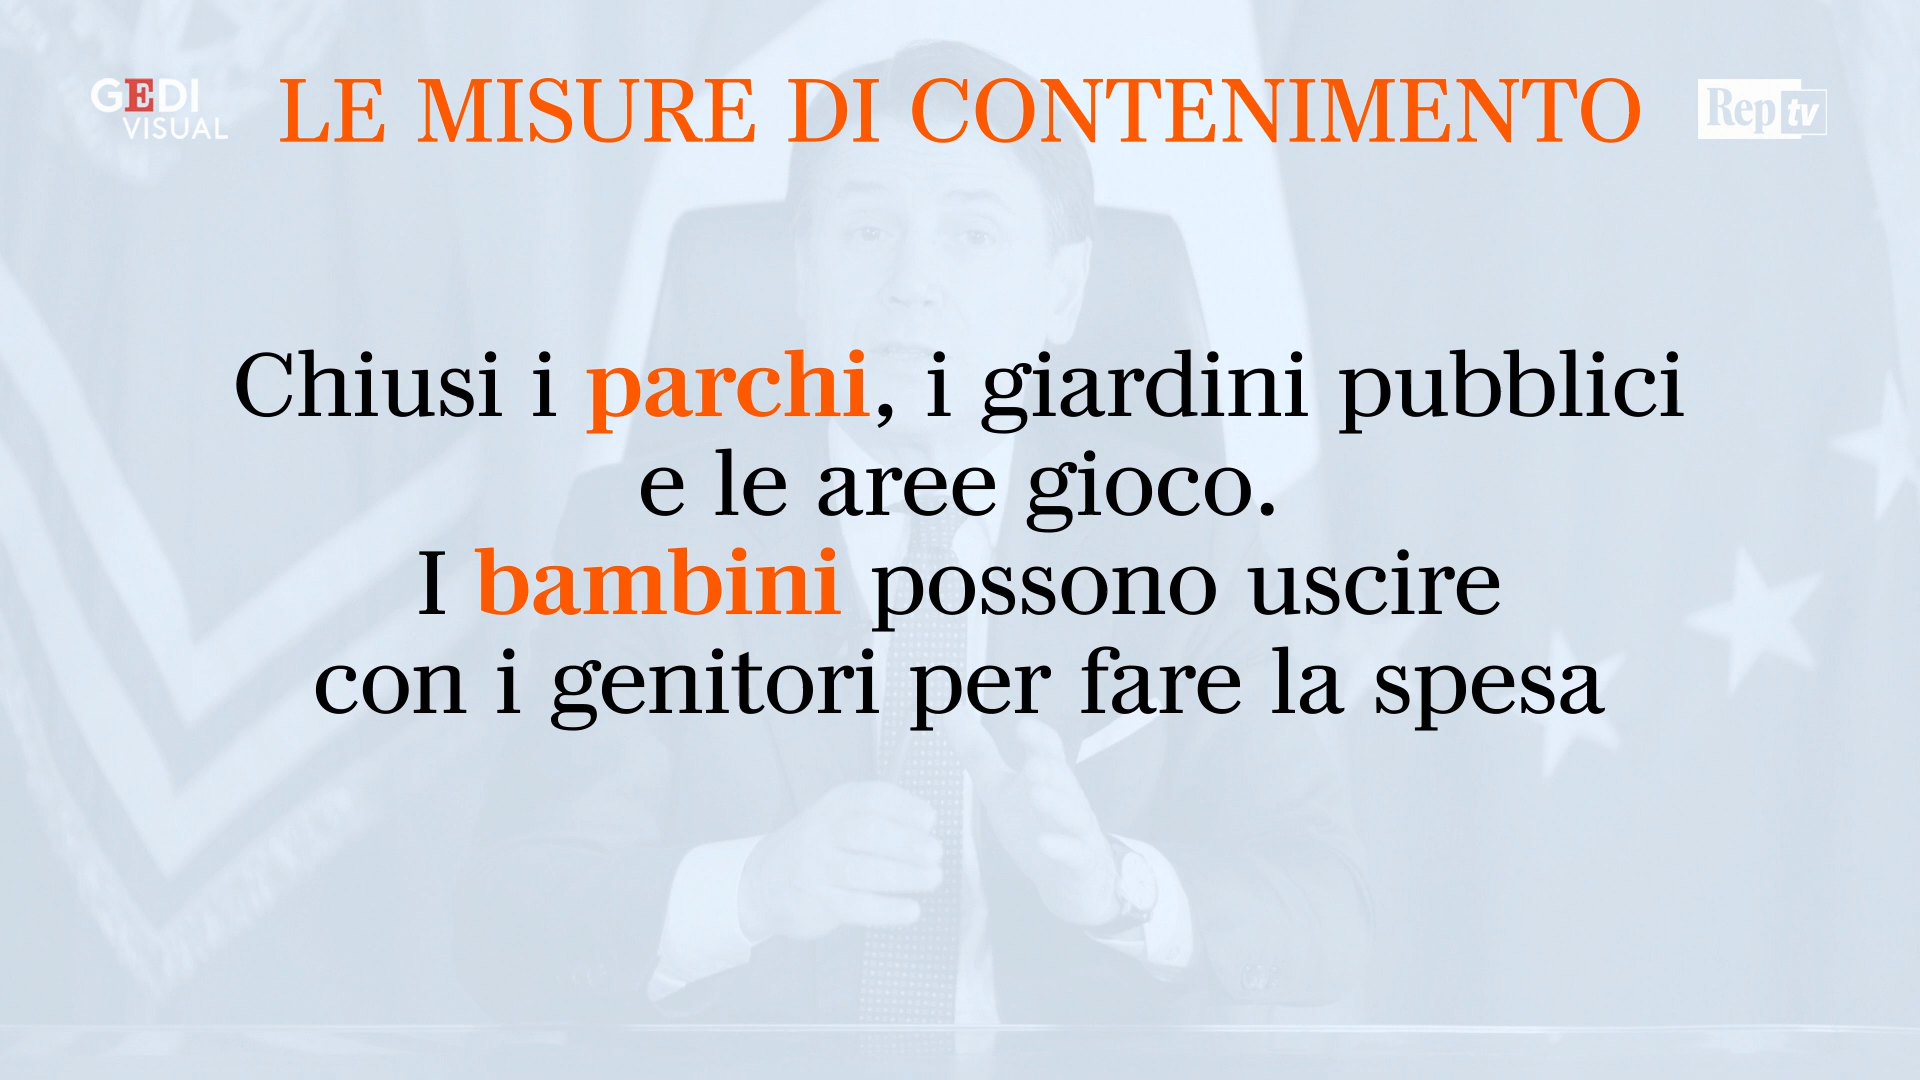 GEDI
VISUAL
LE MISURE DI CONTENIMENTO
Rep tv
Chiusi i parchi, i giardini pubblici
e le aree gioco.
I bambini possono uscire
con i genitori per fare la spesa